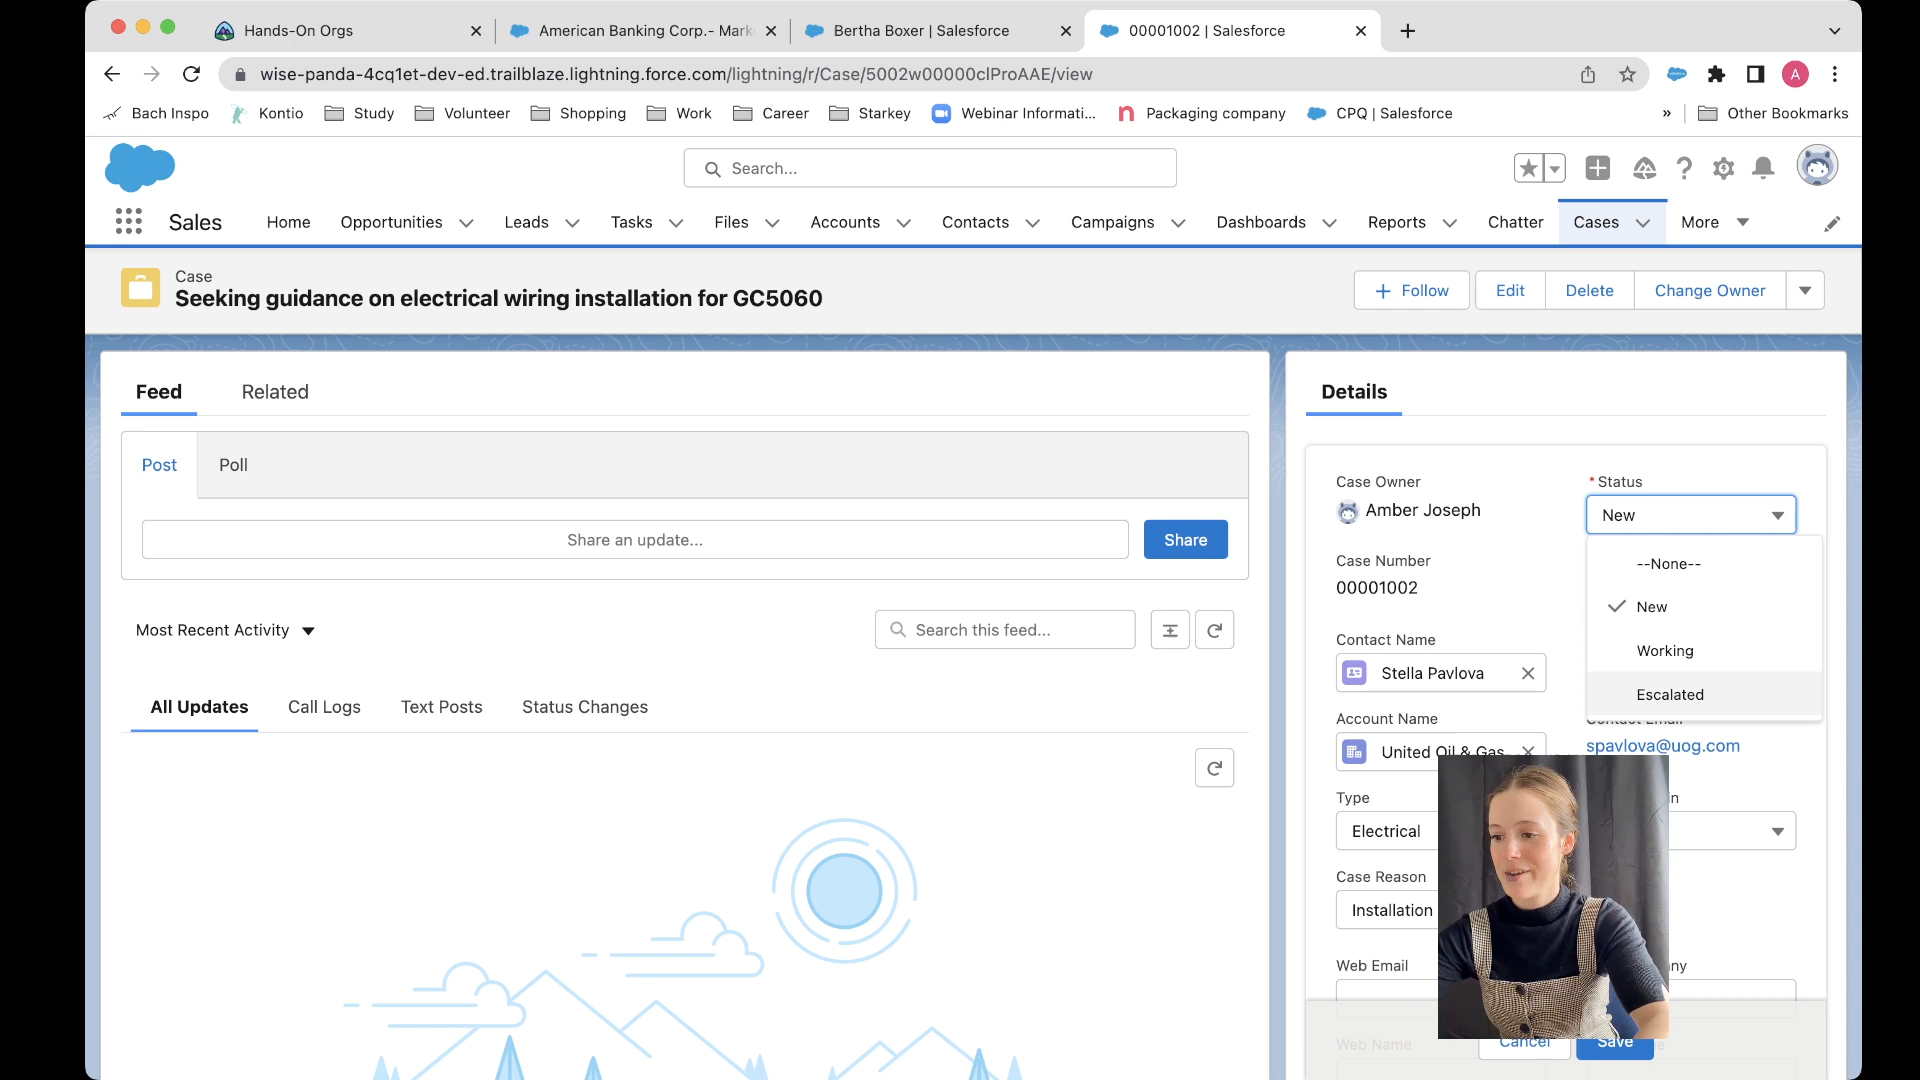 Hands-On Orgs
American Banking Corp.- Mark
Bertha Boxer | Salesforce
00001002 | Salesforce
wise-panda-4cq1et-dev-ed.trailblaze.lightning.force.com/lightning/r/Case/5002w00000clProAAE/view
A
Bach Inspo
Kontio
Study
Volunteer
Shopping
Work
Career
Starkey
Webinar Informati...
Packaging company
CPQ | Salesforce
»
Other Bookmarks
Search...
Sales
Home
Opportunities
Leads
Tasks
Files
Accounts
Contacts
Campaigns
Dashboards
Reports
Chatter
Cases
More
Case
Seeking guidance on electrical wiring installation for GC5060
Follow
Edit
Delete
Change Owner
Feed
Related
Post
Poll
Share an update...
Share
Most Recent Activity
Search this feed...
All Updates
Call Logs
Text Posts
Status Changes
Details
Case Owner
Amber Joseph
* Status
New
--None--
New
Working
Escalated
Case Number
00001002
Contact Name
Stella Pavlova
Account Name
United Oil & Gas
Contact Email
spavlova@uog.com
Type
Electrical
in
Case Reason
Installation
Web Email
ny
Web Name
e
Cancel
Save